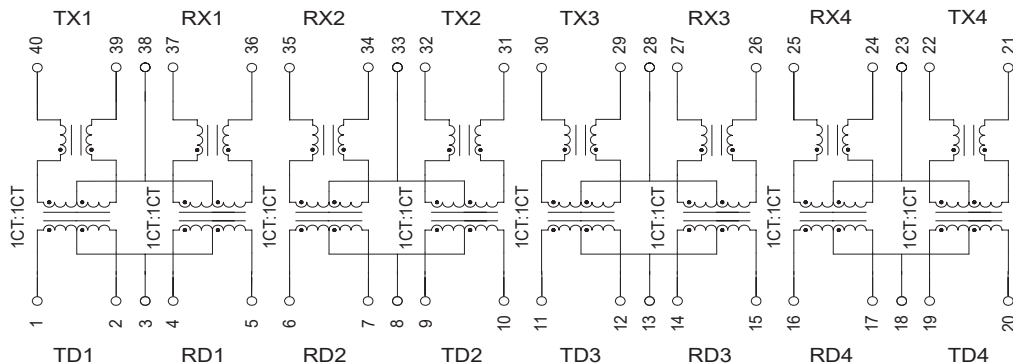 TX1 RX1 RX2 TX2 TX3 RX3 RX4 TX4
40 39 38 37 36 35 34 33 32 31 30 29 28 27 26 25 24 23 22 21
1CT:1CT 1CT:1CT 1CT:1CT 1CT:1CT 1CT:1CT 1CT:1CT 1CT:1CT 1CT:1CT
1 2 3 4 5 6 7 8 9 10 11 12 13 14 15 16 17 18 19 20
TD1 RD1 RD2 TD2 TD3 RD3 RD4 TD4